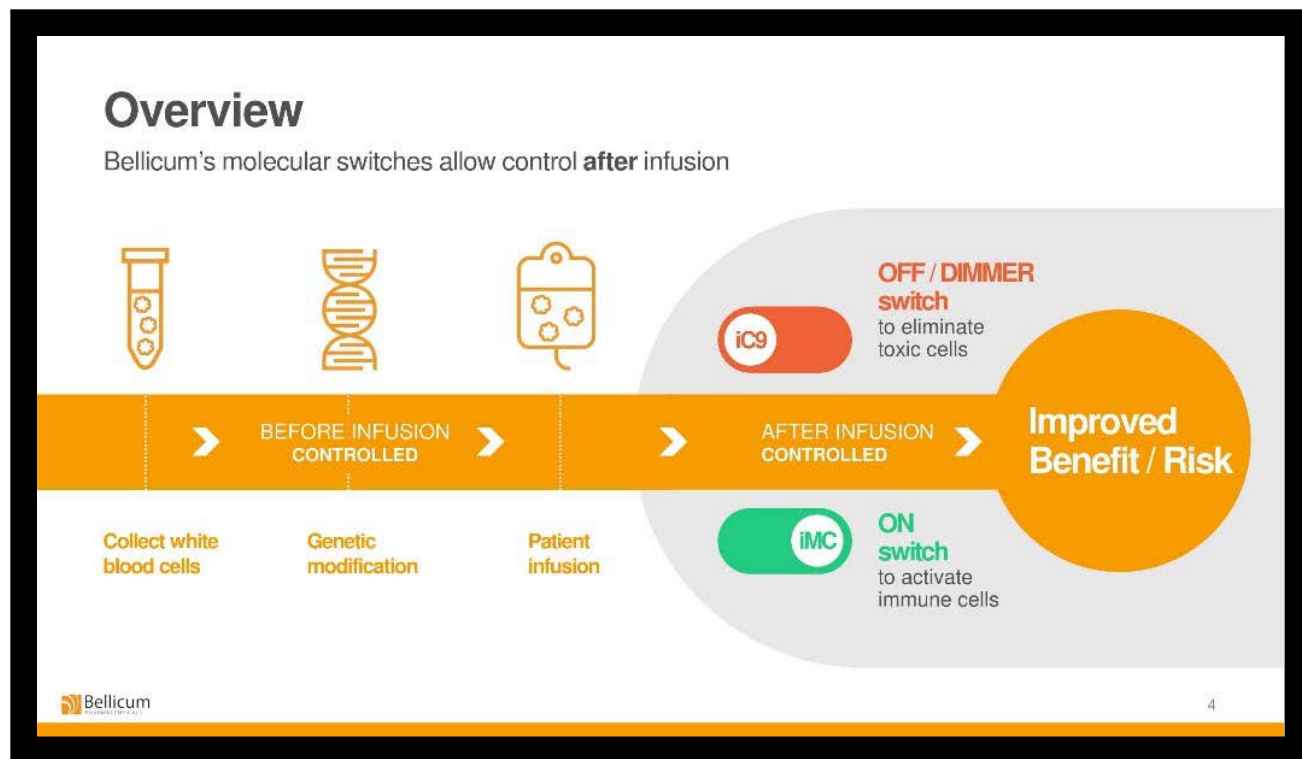 Overview
Bellicum’s molecular switches allow control after infusion
OFF / DIMMER
switch
to eliminate
toxic cells
iC9
BEFORE INFUSION
CONTROLLED
AFTER INFUSION
CONTROLLED
Improved
Benefit / Risk
Collect white
blood cells
Genetic
modification
Patient
infusion
iMC
ON
switch
to activate
immune cells
Bellicum
PHARMACEUTICALS
4